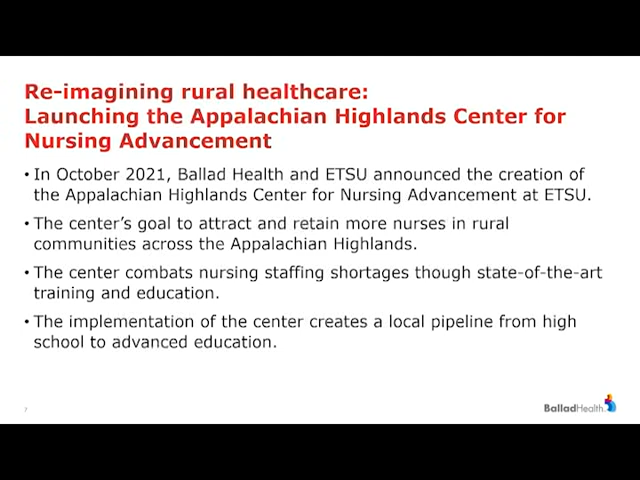 Re-imagining rural healthcare:
Launching the Appalachian Highlands Center for
Nursing Advancement
• In October 2021, Ballad Health and ETSU announced the creation of
the Appalachian Highlands Center for Nursing Advancement at ETSU.
• The center's goal to attract and retain more nurses in rural
communities across the Appalachian Highlands.
• The center combats nursing staffing shortages though state-of-the-art
training and education.
• The implementation of the center creates a local pipeline from high
school to advanced education.
7
BalladHealth